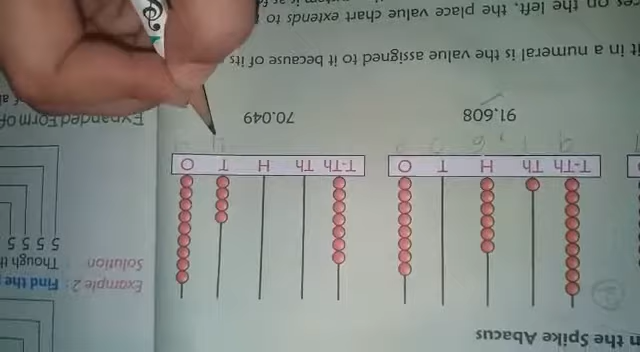 n the Spike Abacus
T-Th Th H T O
T-Th Th H T O
91,608
70,049
it in a numeral is the value assigned to it because of its
on the left, the place value chart extends to
Example 2: Find the
Solution : Though
5 5 5 5
Expanded Form of